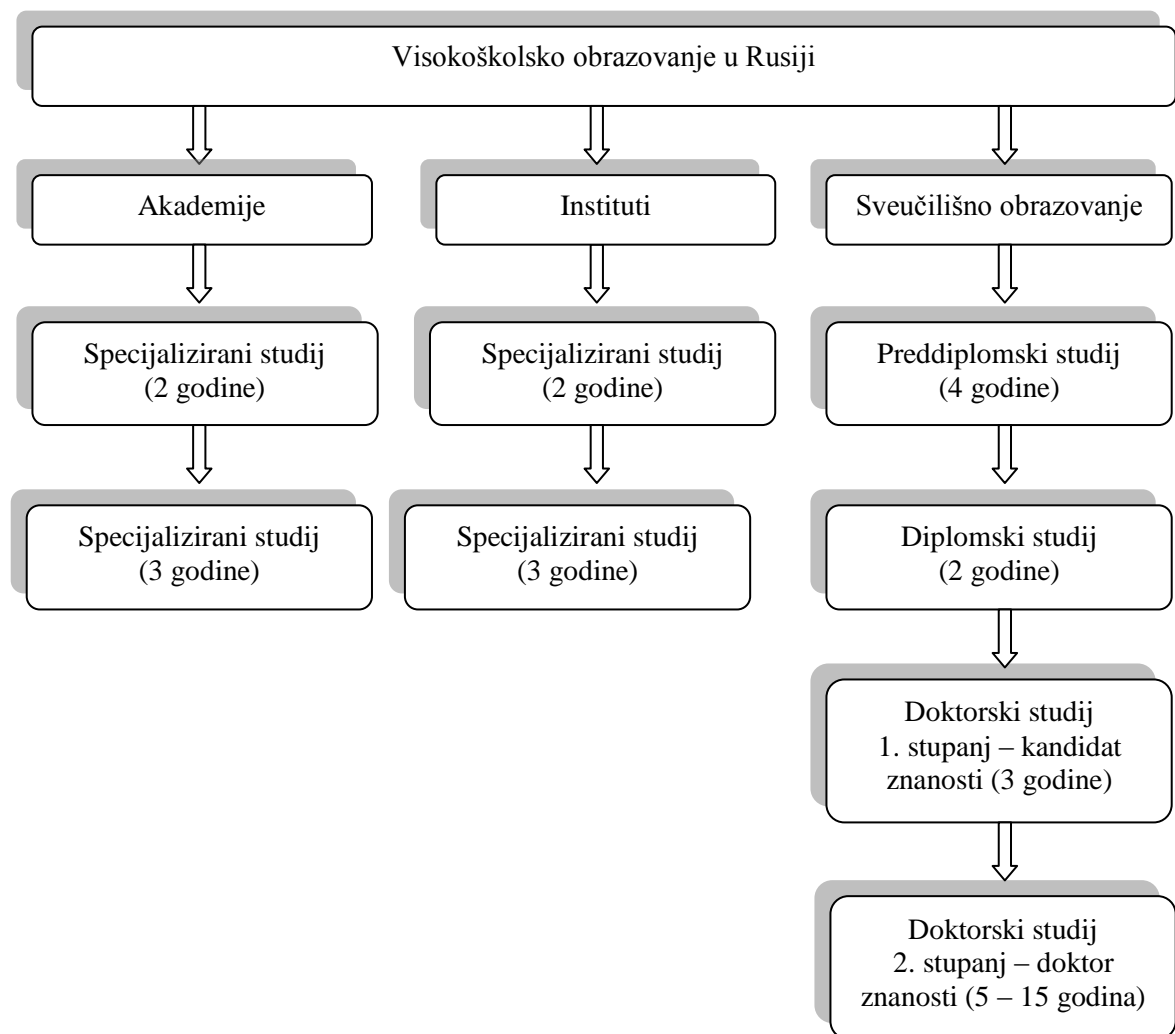 Visokoškolsko obrazovanje u Rusiji
Akademije
Instituti
Sveučilišno obrazovanje
Specijalizirani studij
(2 godine)
Specijalizirani studij
(2 godine)
Preddiplomski studij
(4 godine)
Specijalizirani studij
(3 godine)
Specijalizirani studij
(3 godine)
Diplomski studij
(2 godine)
Doktorski studij
1. stupanj – kandidat
znanosti (3 godine)
Doktorski studij
2. stupanj – doktor
znanosti (5 – 15 godina)